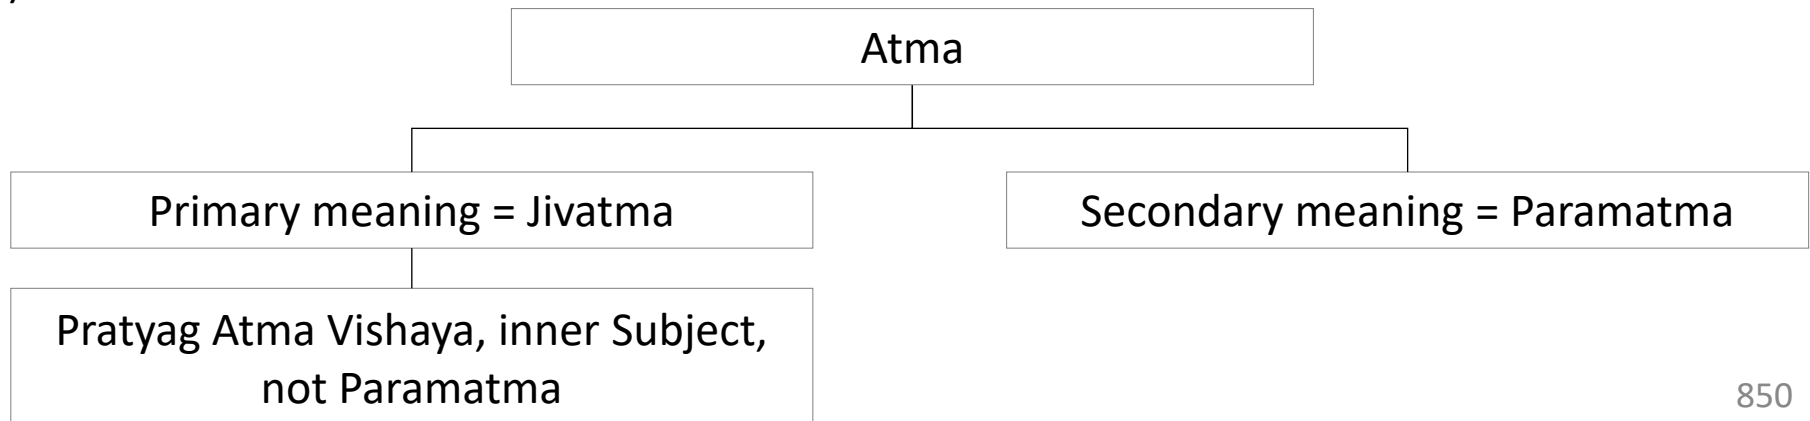 Atma
Primary meaning = Jivatma
Secondary meaning = Paramatma
Pratyag Atma Vishaya, inner Subject,
not Paramatma
850